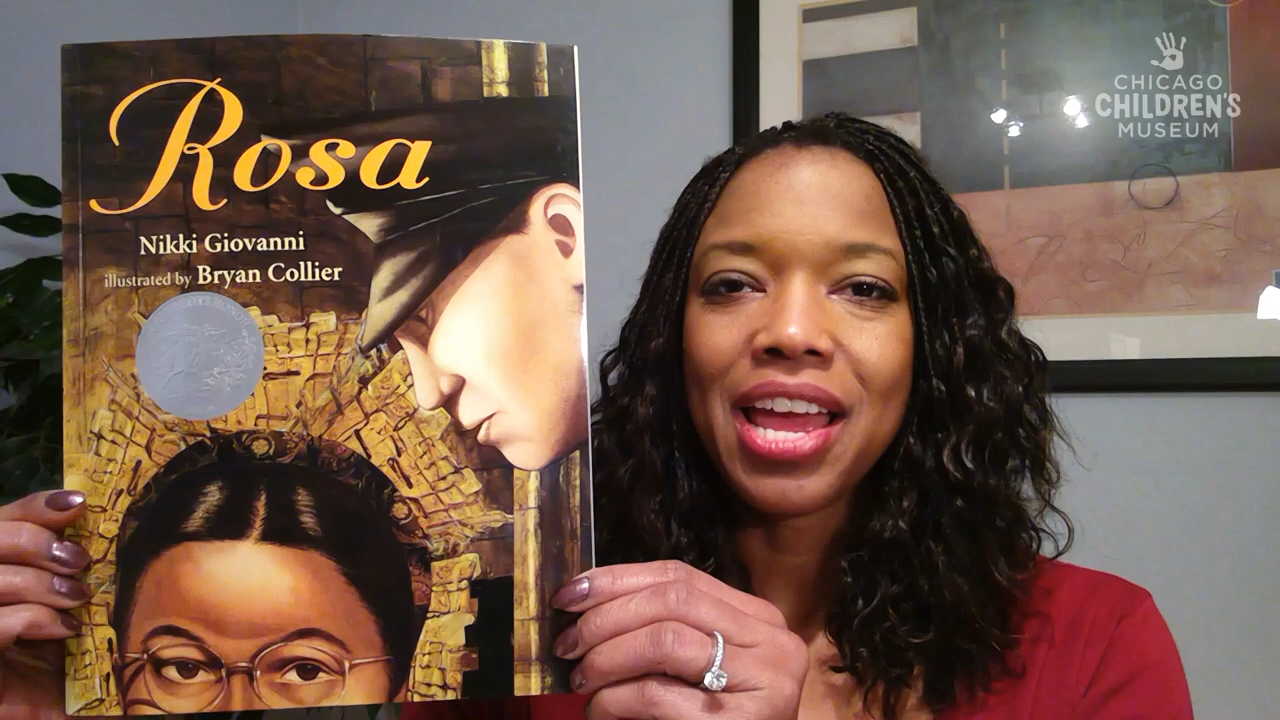 Rosa
Nikki Giovanni
illustrated by Bryan Collier
CHICAGO
CHILDREN'S
MUSEUM